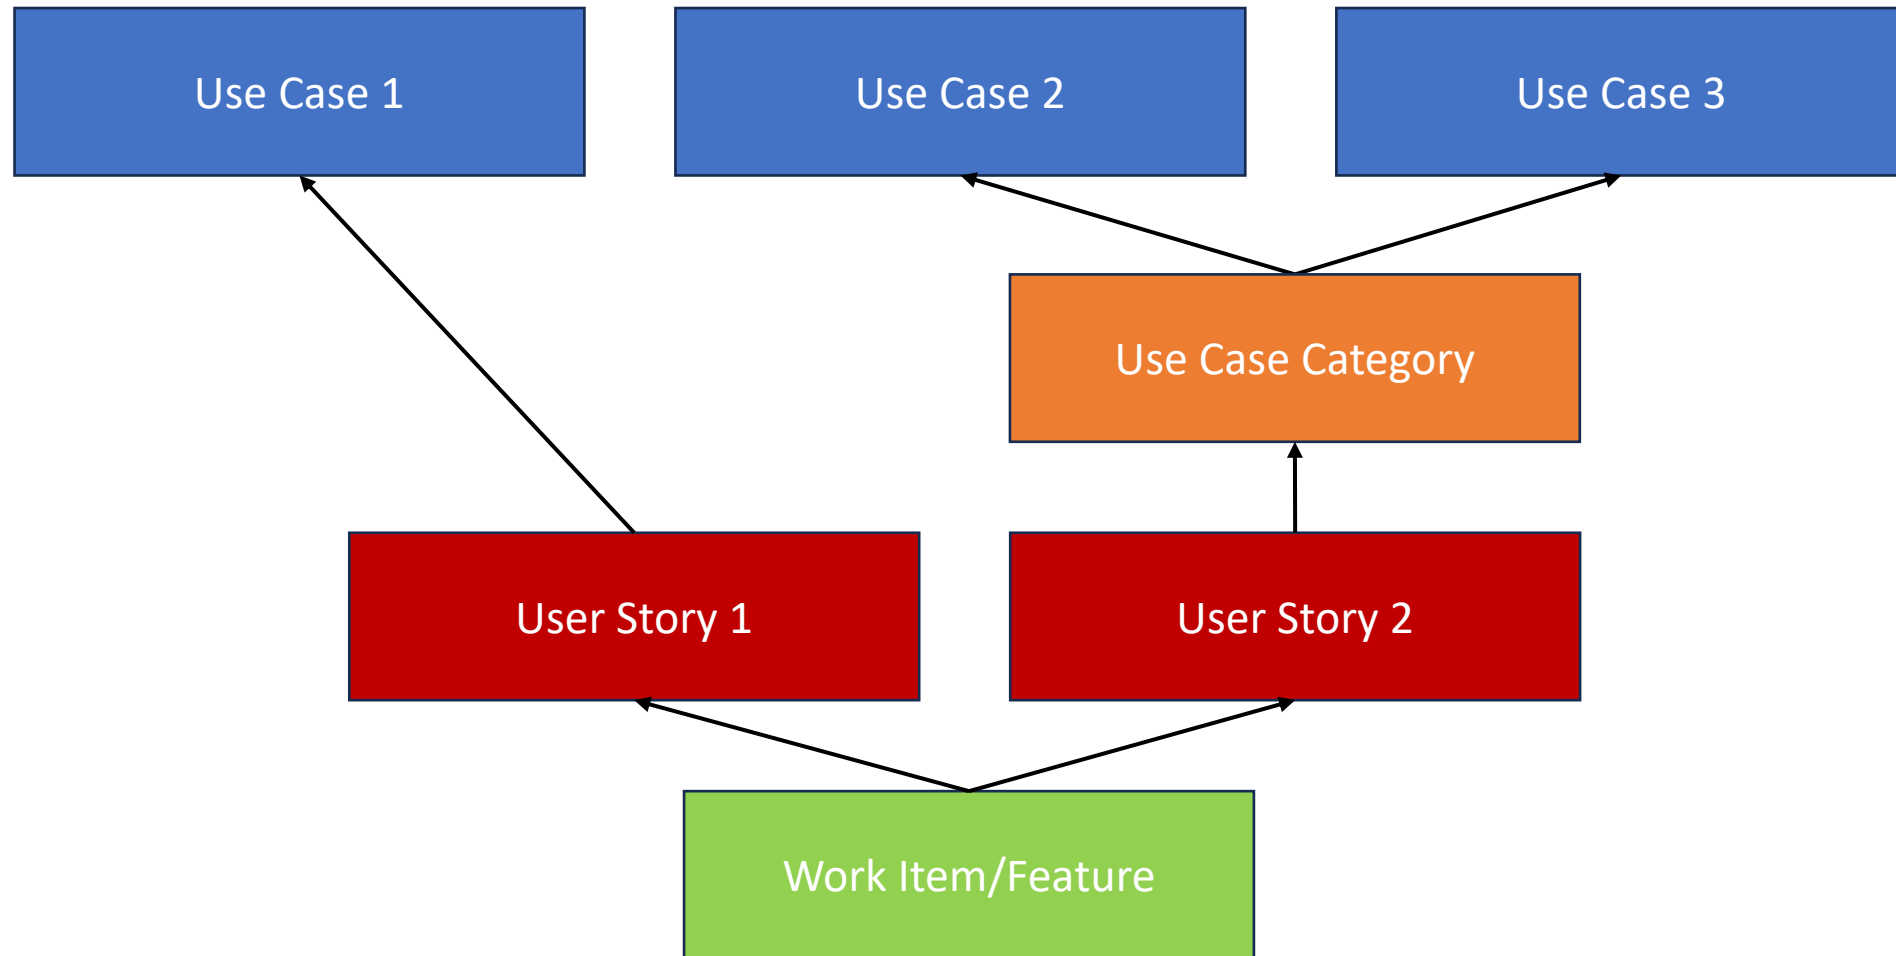 Use Case 1
Use Case 2
Use Case 3
Use Case Category
User Story 1
User Story 2
Work Item/Feature